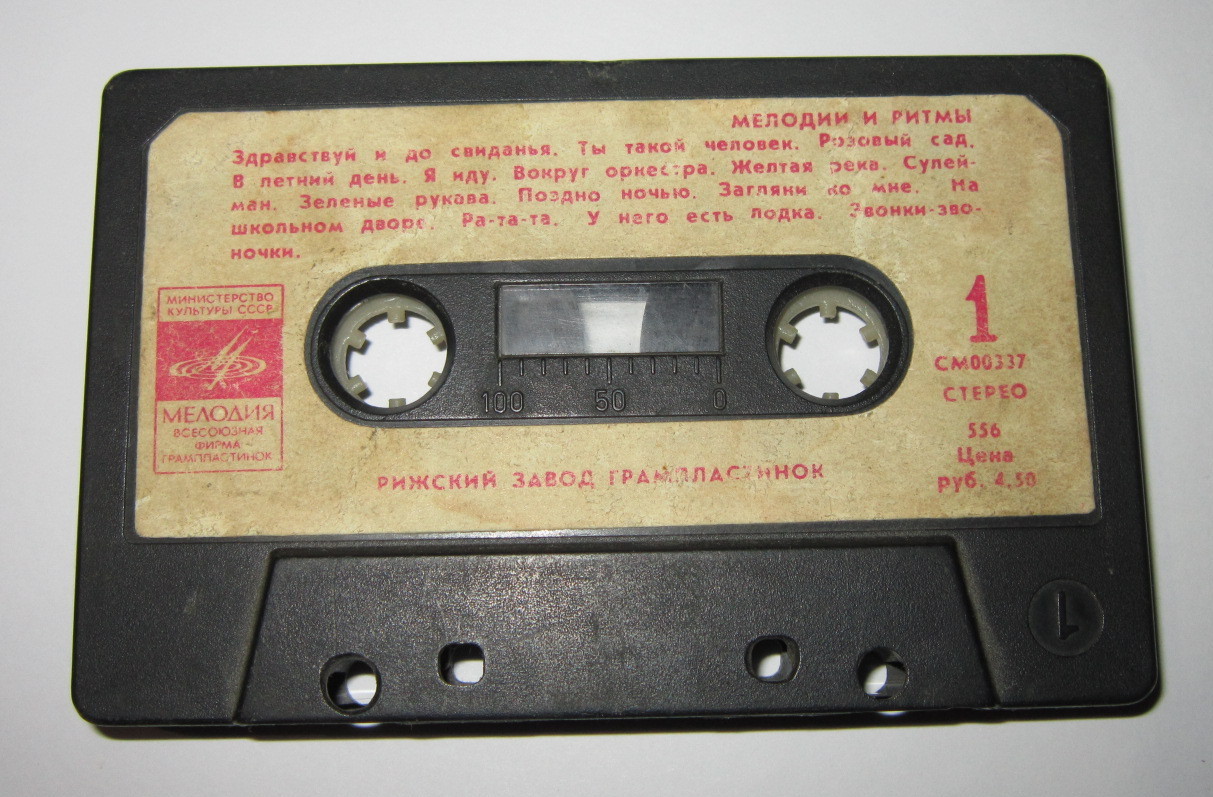 МЕЛОДИИ И РИТМЫ
Здравствуй и до свиданья. Ты такой человек. Розовый сад.
В летний день. Я иду. Вокруг оркестра. Желтая река. Сулей-
ман. Зеленые рукава. Поздно ночью. Загляни ко мне. На
школьном дворе. Ра-та-та. У него есть лодка. Звонки-зво-
ночки.
МИНИСТЕРСТВО
КУЛЬТУРЫ СССР
МЕЛОДИЯ
ВСЕСОЮЗНАЯ
ФИРМА
ГРАМПЛАСТИНОК
1
СМ00337
СТЕРЕО
556
Цена
руб. 4.50
100 50 0
РИЖСКИЙ ЗАВОД ГРАМПЛАСТИНОК
1